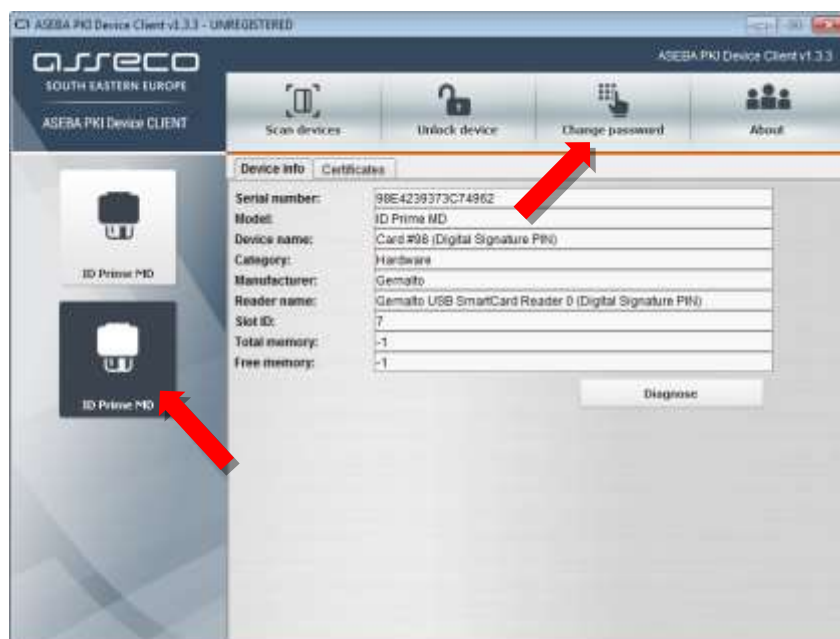 ASEBA PKI Device Client v1.3.3 - UNREGISTERED
asseco
SOUTH EASTERN EUROPE
ASEBA PKI Device CLIENT
ASEBA PKI Device Client v1.3.3
Scan devices
Unlock device
Change password
About
ID Prime MD
ID Prime MD
Device info
Certificates
Serial number: 98E4239373C74962
Model: ID Prime MD
Device name: Card #98 (Digital Signature PIN)
Category: Hardware
Manufacturer: Gemalto
Reader name: Gemalto USB SmartCard Reader 0 (Digital Signature PIN)
Slot ID: 7
Total memory: -1
Free memory: -1
Diagnose